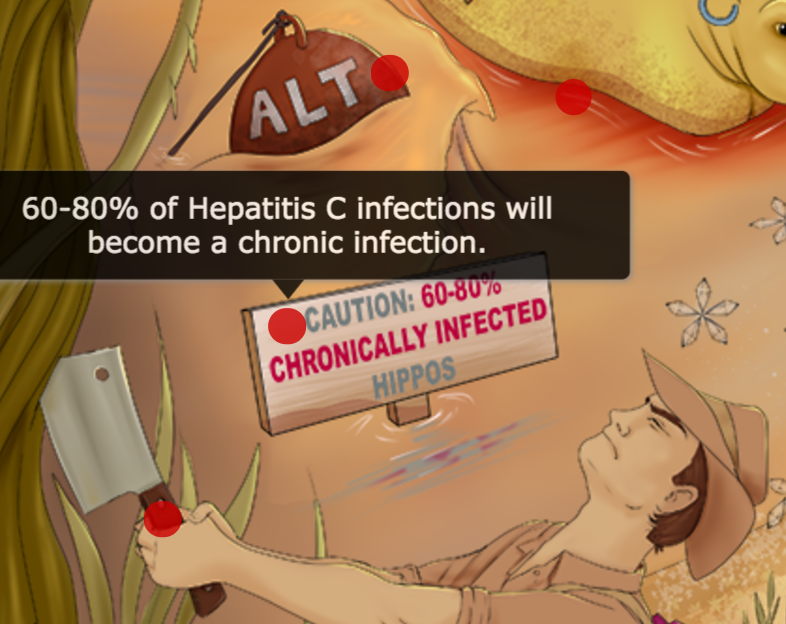 ALT
60-80% of Hepatitis C infections will
become a chronic infection.
CAUTION: 60-80%
CHRONICALLY INFECTED
HIPPOS